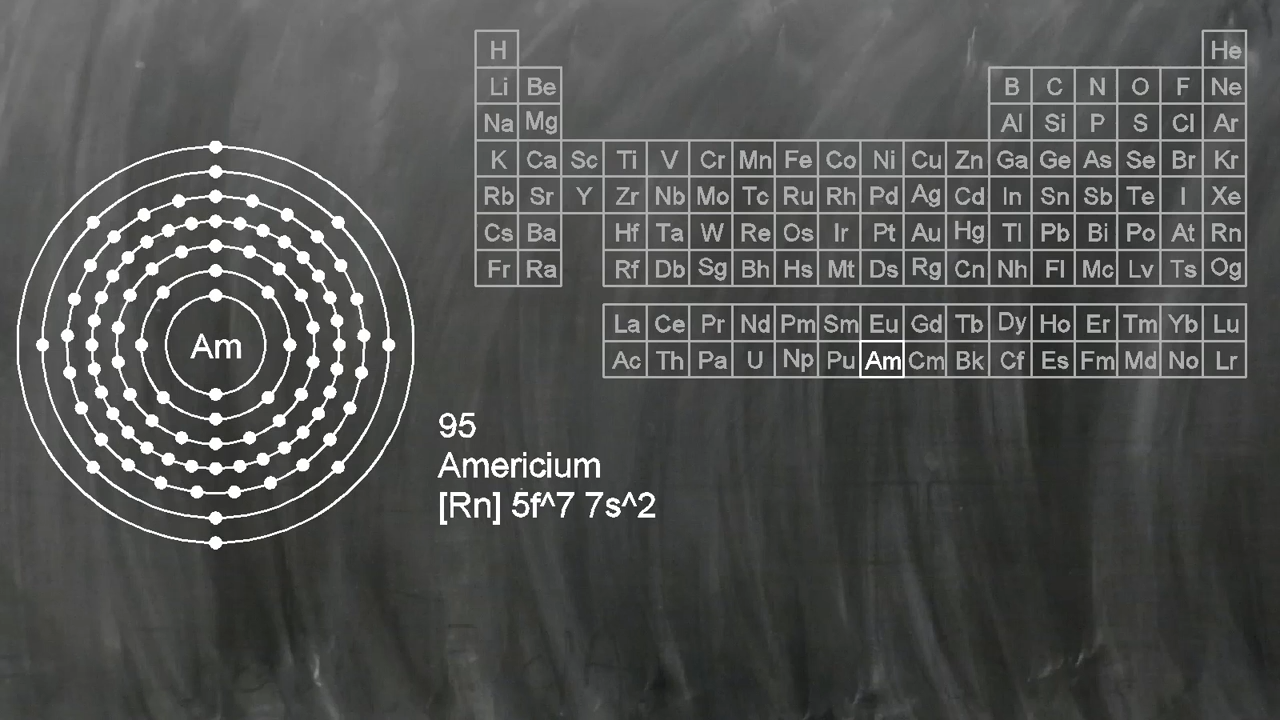 H He
Li Be B C N O F Ne
Na Mg Al Si P S Cl Ar
K Ca Sc Ti V Cr Mn Fe Co Ni Cu Zn Ga Ge As Se Br Kr
Rb Sr Y Zr Nb Mo Tc Ru Rh Pd Ag Cd In Sn Sb Te I Xe
Cs Ba Hf Ta W Re Os Ir Pt Au Hg Tl Pb Bi Po At Rn
Fr Ra Rf Db Sg Bh Hs Mt Ds Rg Cn Nh Fl Mc Lv Ts Og
La Ce Pr Nd Pm Sm Eu Gd Tb Dy Ho Er Tm Yb Lu
Ac Th Pa U Np Pu Am Cm Bk Cf Es Fm Md No Lr
Am
95
Americium
[Rn] 5f^7 7s^2